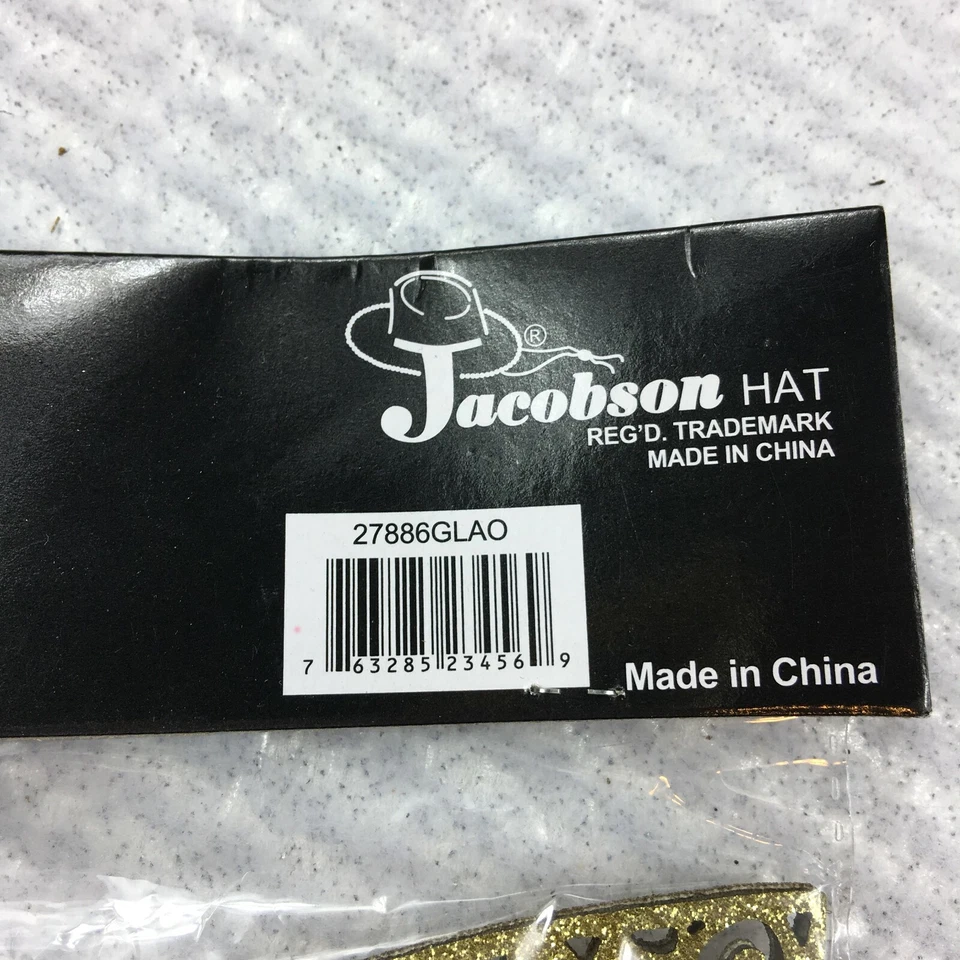 ®
Jacobson HAT
REG'D. TRADEMARK
MADE IN CHINA
27886GLAO
7 63285 23456 9
Made in China